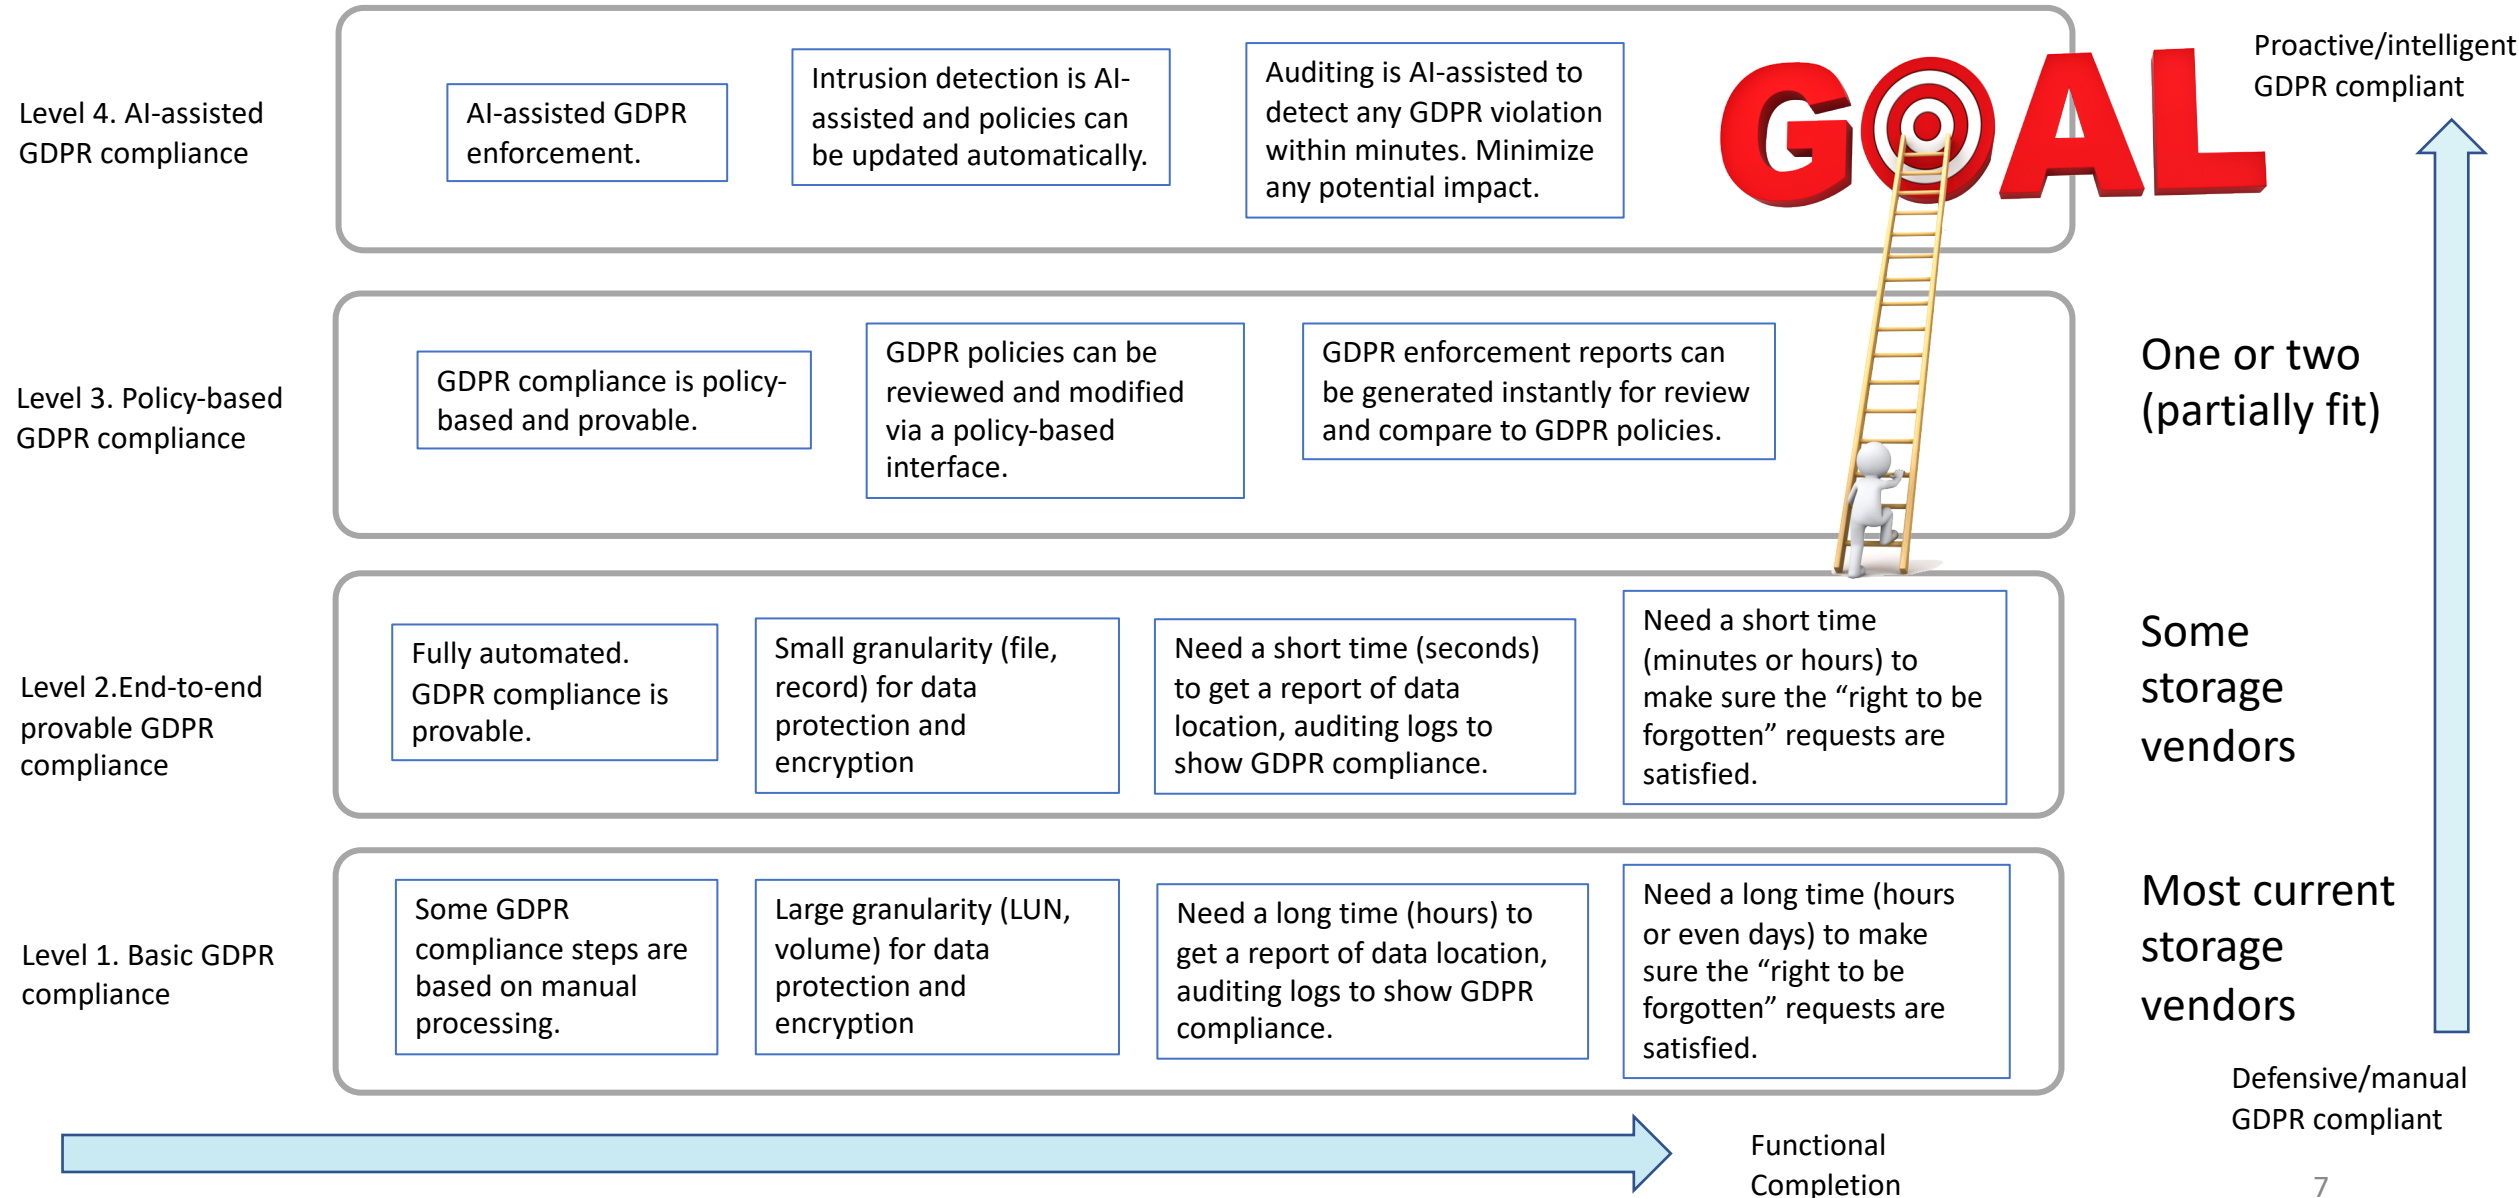 Level 4. AI-assisted
GDPR compliance
AI-assisted GDPR
enforcement.
Intrusion detection is AI-
assisted and policies can
be updated automatically.
Auditing is AI-assisted to
detect any GDPR violation
within minutes. Minimize
any potential impact.
GOAL
Proactive/intelligent
GDPR compliant
Level 3. Policy-based
GDPR compliance
GDPR compliance is policy-
based and provable.
GDPR policies can be
reviewed and modified
via a policy-based
interface.
GDPR enforcement reports can
be generated instantly for review
and compare to GDPR policies.
One or two
(partially fit)
Level 2.End-to-end
provable GDPR
compliance
Fully automated.
GDPR compliance is
provable.
Small granularity (file,
record) for data
protection and
encryption
Need a short time (seconds)
to get a report of data
location, auditing logs to
show GDPR compliance.
Need a short time
(minutes or hours) to
make sure the “right to be
forgotten” requests are
satisfied.
Some
storage
vendors
Level 1. Basic GDPR
compliance
Some GDPR
compliance steps are
based on manual
processing.
Large granularity (LUN,
volume) for data
protection and
encryption
Need a long time (hours) to
get a report of data location,
auditing logs to show GDPR
compliance.
Need a long time (hours
or even days) to make
sure the “right to be
forgotten” requests are
satisfied.
Most current
storage
vendors
Defensive/manual
GDPR compliant
Functional
Completion
7